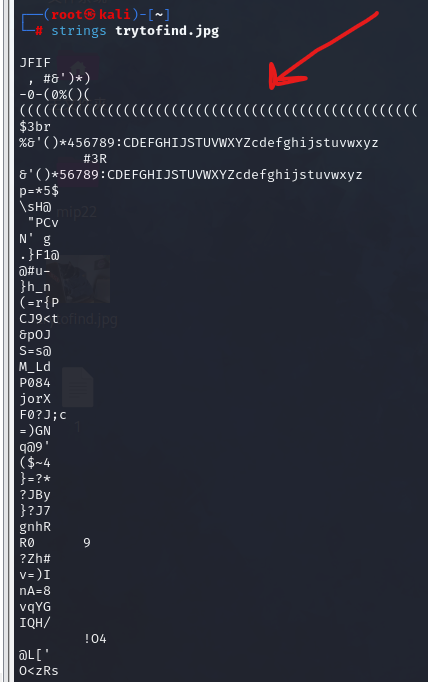 ┌──(root㉿kali)-[~]
└─# strings trytofind.jpg
JFIF
 , #&')*)
-0-(0%()(
((((((((((((((((((((((((((((((((((((((((((((((((((
$3br
%&'()*456789:CDEFGHIJSTUVWXYZcdefghijstuvwxyz
        #3R
&'()*56789:CDEFGHIJSTUVWXYZcdefghijstuvwxyz
p=*5$
\sH@
 "PCv
N' g
.}F1@
@#u-
}h_n
(=r{P
CJ9<t
&pOJ
S=s@
M_Ld
P084
jorX
F0?J;c
=)GN
q@9'
($~4
}=?*
?JBy
}?J7
gnhR
R0      9
?Zh#
v=)I
nA=8
vqYG
IQH/
        !O4
@L['
O<zRs